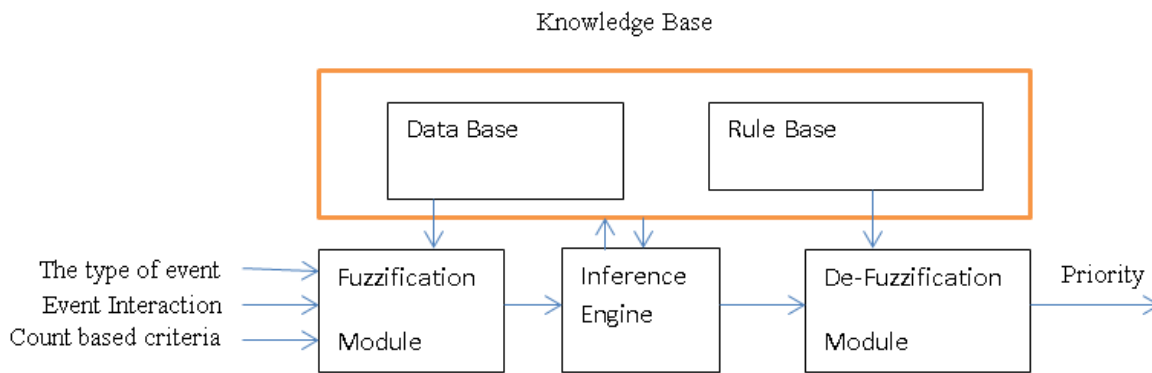 Knowledge Base
Data Base
Rule Base
The type of event
Event Interaction
Count based criteria
Fuzzification
Module
Inference
Engine
De-Fuzzification
Module
Priority